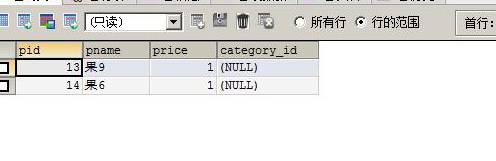 (只读) 所有行 行的范围 首行:
pid pname price category_id
13 果9 1 (NULL)
14 果6 1 (NULL)